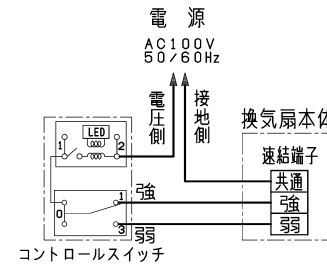 電 源
AC100V
50/60Hz
電圧側
接地側
換気扇本体
速結端子
共通
強
弱
LED
1
2
0
1
3
強
弱
コントロールスイッチ